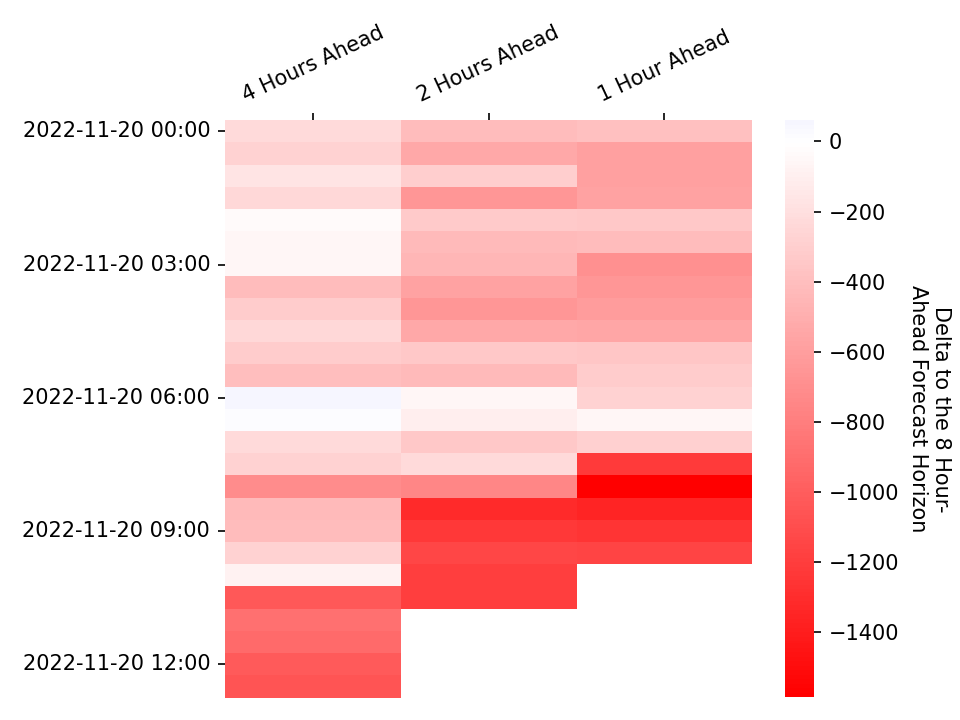 4 Hours Ahead
2 Hours Ahead
1 Hour Ahead
2022-11-20 00:00
2022-11-20 03:00
2022-11-20 06:00
2022-11-20 09:00
2022-11-20 12:00
0
−200
−400
−600
−800
−1000
−1200
−1400
Delta to the 8 Hour-
Ahead Forecast Horizon